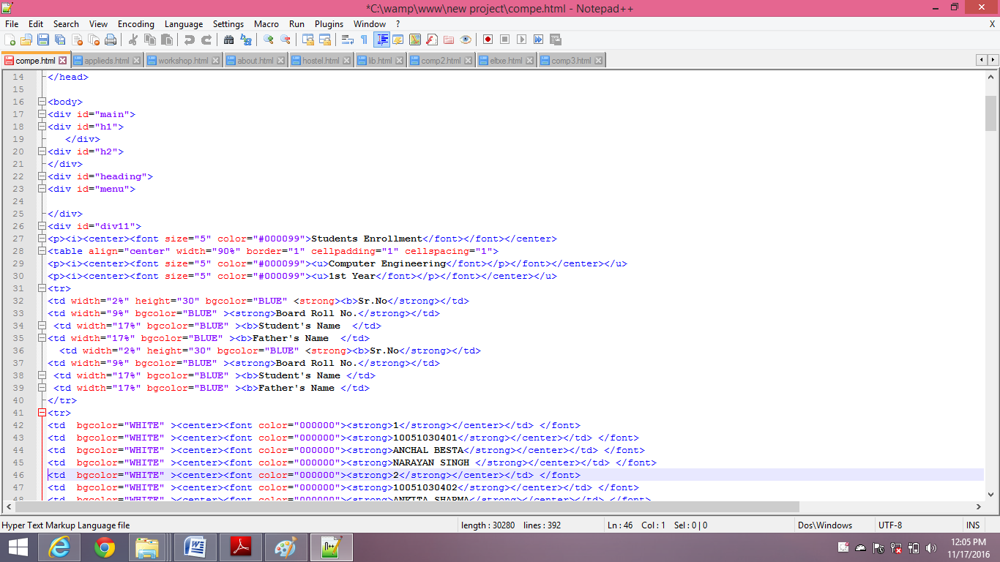 *C:\wamp\www\new project\compe.html - Notepad++
File Edit Search View Encoding Language Settings Macro Run Plugins Window ? X
compe.html applieds.html workshop.html about.html hostel.html lib.html comp2.html eltxe.html comp3.html
14 </head>
15
16 <body>
17 <div id="main">
18 <div id="h1">
19 </div>
20 <div id="h2">
21 </div>
22 <div id="heading">
23 <div id="menu">
24
25 </div>
26 <div id="div11">
27 <p><i><center><font size="5" color="#000099">Students Enrollment</font></font></center>
28 <table align="center" width="90%" border="1" cellpadding="1" cellspacing="1">
29 <p><i><center><font size="5" color="#000099"><u>Computer Engineering</font></p></font></center></u>
30 <p><i><center><font size="5" color="#000099"><u>1st Year</font></p></font></center></u>
31 <tr>
32 <td width="2%" height="30" bgcolor="BLUE" <strong><b>Sr.No</strong></td>
33 <td width="9%" bgcolor="BLUE" ><strong>Board Roll No.</strong></td>
34 <td width="17%" bgcolor="BLUE" ><b>Student's Name </td>
35 <td width="17%" bgcolor="BLUE" ><b>Father's Name </td>
36 <td width="2%" height="30" bgcolor="BLUE" <strong><b>Sr.No</strong></td>
37 <td width="9%" bgcolor="BLUE" ><strong>Board Roll No.</strong></td>
38 <td width="17%" bgcolor="BLUE" ><b>Student's Name </td>
39 <td width="17%" bgcolor="BLUE" ><b>Father's Name </td>
40 </tr>
41 <tr>
42 <td bgcolor="WHITE" ><center><font color="000000"><strong>1</strong></center></td> </font>
43 <td bgcolor="WHITE" ><center><font color="000000"><strong>10051030401</strong></center></td> </font>
44 <td bgcolor="WHITE" ><center><font color="000000"><strong>ANCHAL BESTA</strong></center></td> </font>
45 <td bgcolor="WHITE" ><center><font color="000000"><strong>NARAYAN SINGH </strong></center></td> </font>
46 <td bgcolor="WHITE" ><center><font color="000000"><strong>2</strong></center></td> </font>
47 <td bgcolor="WHITE" ><center><font color="000000"><strong>10051030402</strong></center></td> </font>
48 <td bgcolor="WHITE" ><center><font color="000000"><strong>ANKITA SHARMA</strong></center></td> </font>
Hyper Text Markup Language file length : 30280 lines : 392 Ln : 46 Col : 1 Sel : 0 | 0 Dos\Windows UTF-8 INS
12:05 PM
11/17/2016